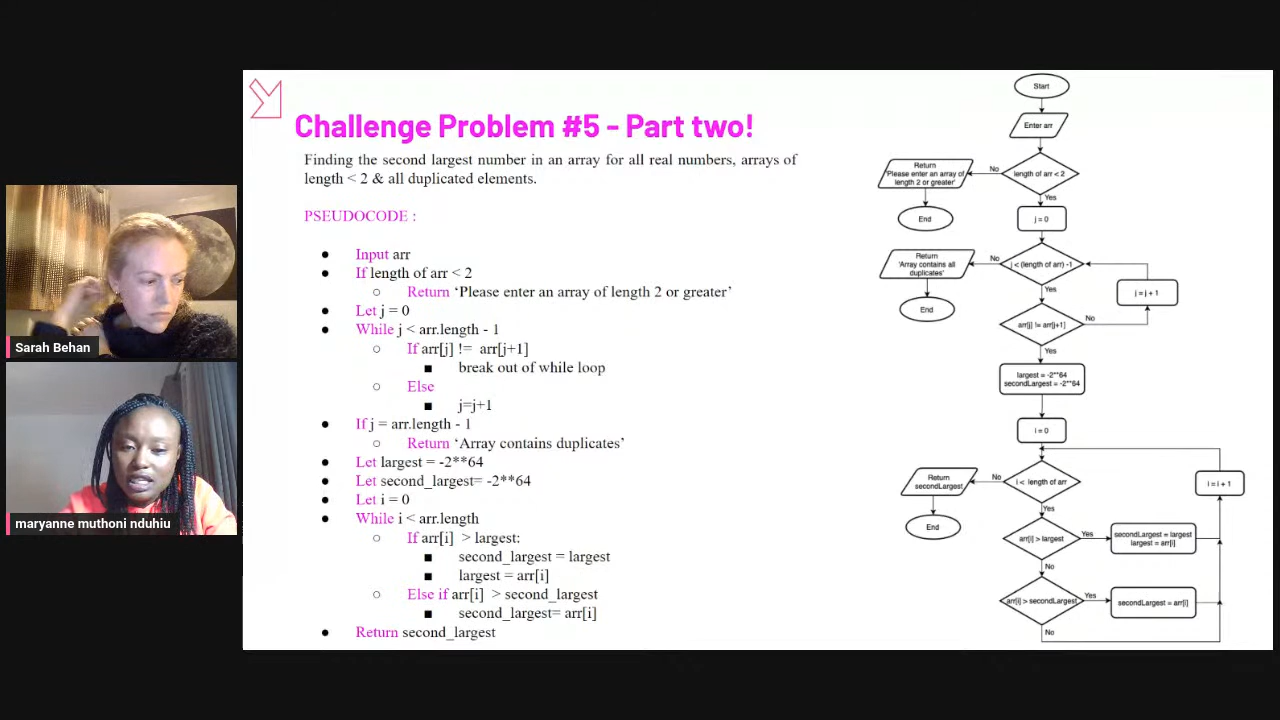 Challenge Problem #5 - Part two!
Finding the second largest number in an array for all real numbers, arrays of
length < 2 & all duplicated elements.
PSEUDOCODE :
● Input arr
● If length of arr < 2
○ Return ‘Please enter an array of length 2 or greater’
● Let j = 0
● While j < arr.length - 1
○ If arr[j] != arr[j+1]
■ break out of while loop
○ Else
■ j=j+1
● If j = arr.length - 1
○ Return ‘Array contains duplicates’
● Let largest = -2**64
● Let second_largest= -2**64
● Let i = 0
● While i < arr.length
○ If arr[i] > largest:
■ second_largest = largest
■ largest = arr[i]
○ Else if arr[i] > second_largest
■ second_largest= arr[i]
● Return second_largest
Start
Enter arr
length of arr < 2
No
Return
'Please enter an array of
length 2 or greater'
End
Yes
j = 0
j < (length of arr) -1
No
Return
'Array contains all
duplicates'
End
Yes
j = j + 1
arr[j] != arr[j+1]
No
Yes
largest = -2**64
secondLargest = -2**64
i = 0
i < length of arr
No
Return
secondLargest
End
i = i + 1
Yes
arr[i] > largest
Yes
secondLargest = largest
largest = arr[i]
No
arr[i] > secondLargest
Yes
secondLargest = arr[i]
No
Sarah Behan
maryanne muthoni nduhiu